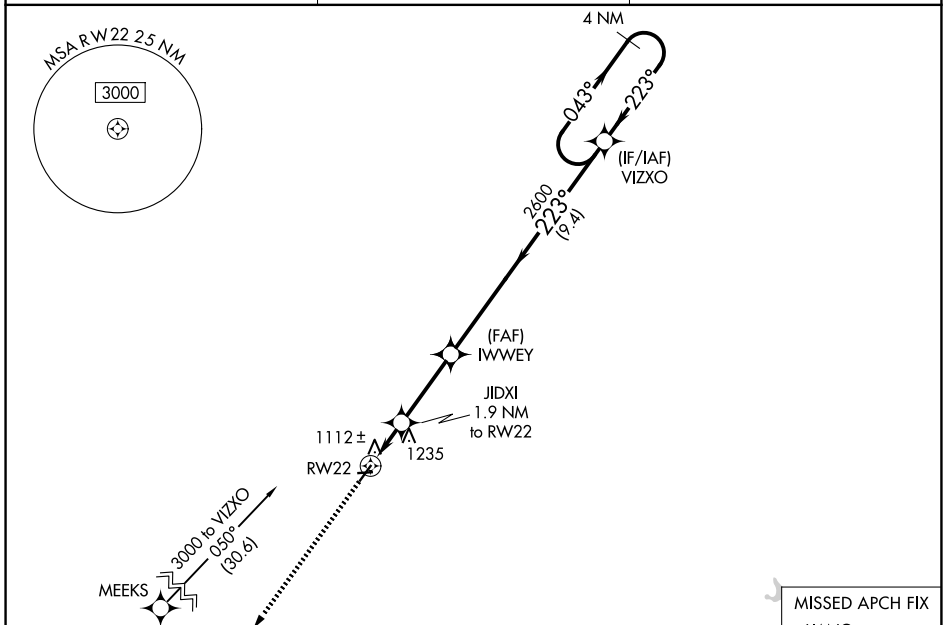 MSA RW22 25 NM
3000
4 NM
043°
223°
(IF/IAF)
VIZXO
2600
223°
(9.4)
(FAF)
IWWEY
JIDXI
1.9 NM
to RW22
1112 ±
1235
RW22
3000 to VIZXO
050°
(30.6)
MEEKS
MISSED APCH FIX